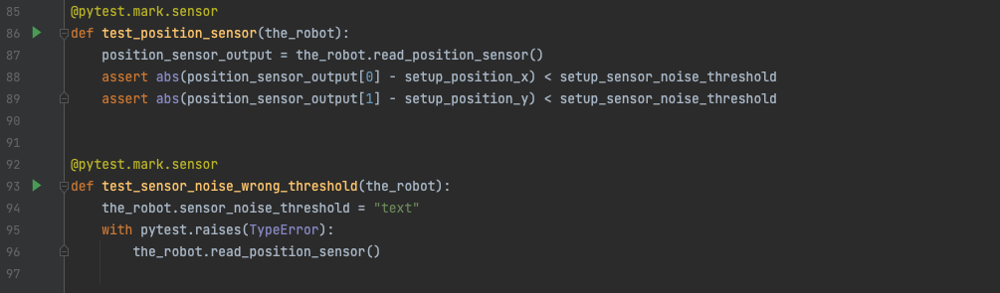 85 @pytest.mark.sensor
86 def test_position_sensor(the_robot):
87     position_sensor_output = the_robot.read_position_sensor()
88     assert abs(position_sensor_output[0] - setup_position_x) < setup_sensor_noise_threshold
89     assert abs(position_sensor_output[1] - setup_position_y) < setup_sensor_noise_threshold
90
91
92 @pytest.mark.sensor
93 def test_sensor_noise_wrong_threshold(the_robot):
94     the_robot.sensor_noise_threshold = "text"
95     with pytest.raises(TypeError):
96         the_robot.read_position_sensor()
97